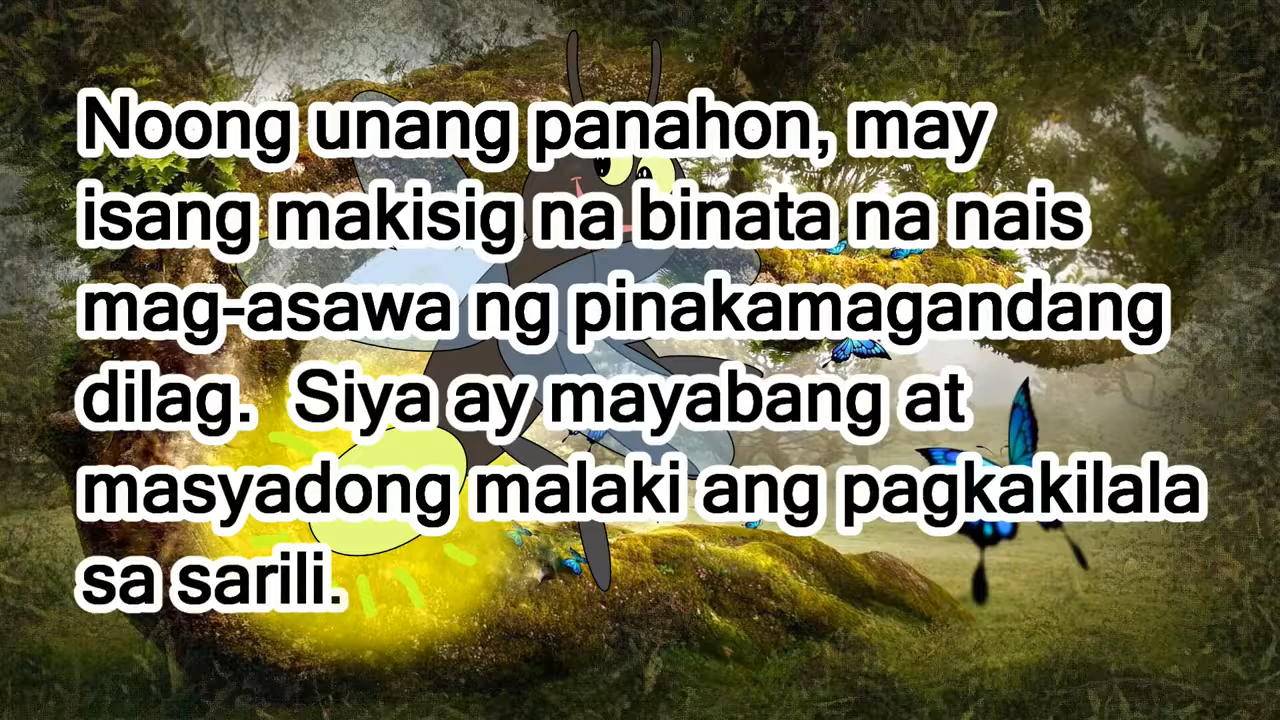 Noong unang panahon, may
isang makisig na binata na nais
mag-asawa ng pinakamagandang
dilag.  Siya ay mayabang at
masyadong malaki ang pagkakilala
sa sarili.